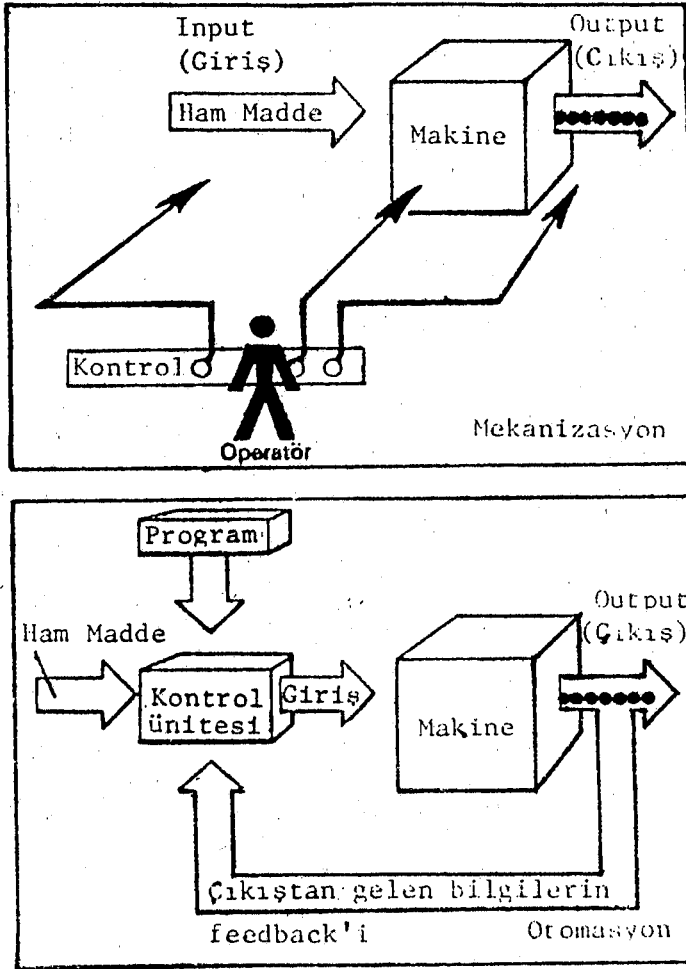 Input
(Giriş)
Output
(Çıkış)
Ham Madde
Makine
Kontrol
Operatör
Mekanizasyon
Program
Ham Madde
Kontrol
ünitesi
Giriş
Makine
Output
(Çıkış)
Çıkıştan gelen bilgilerin
feedback'i
Otomasyon